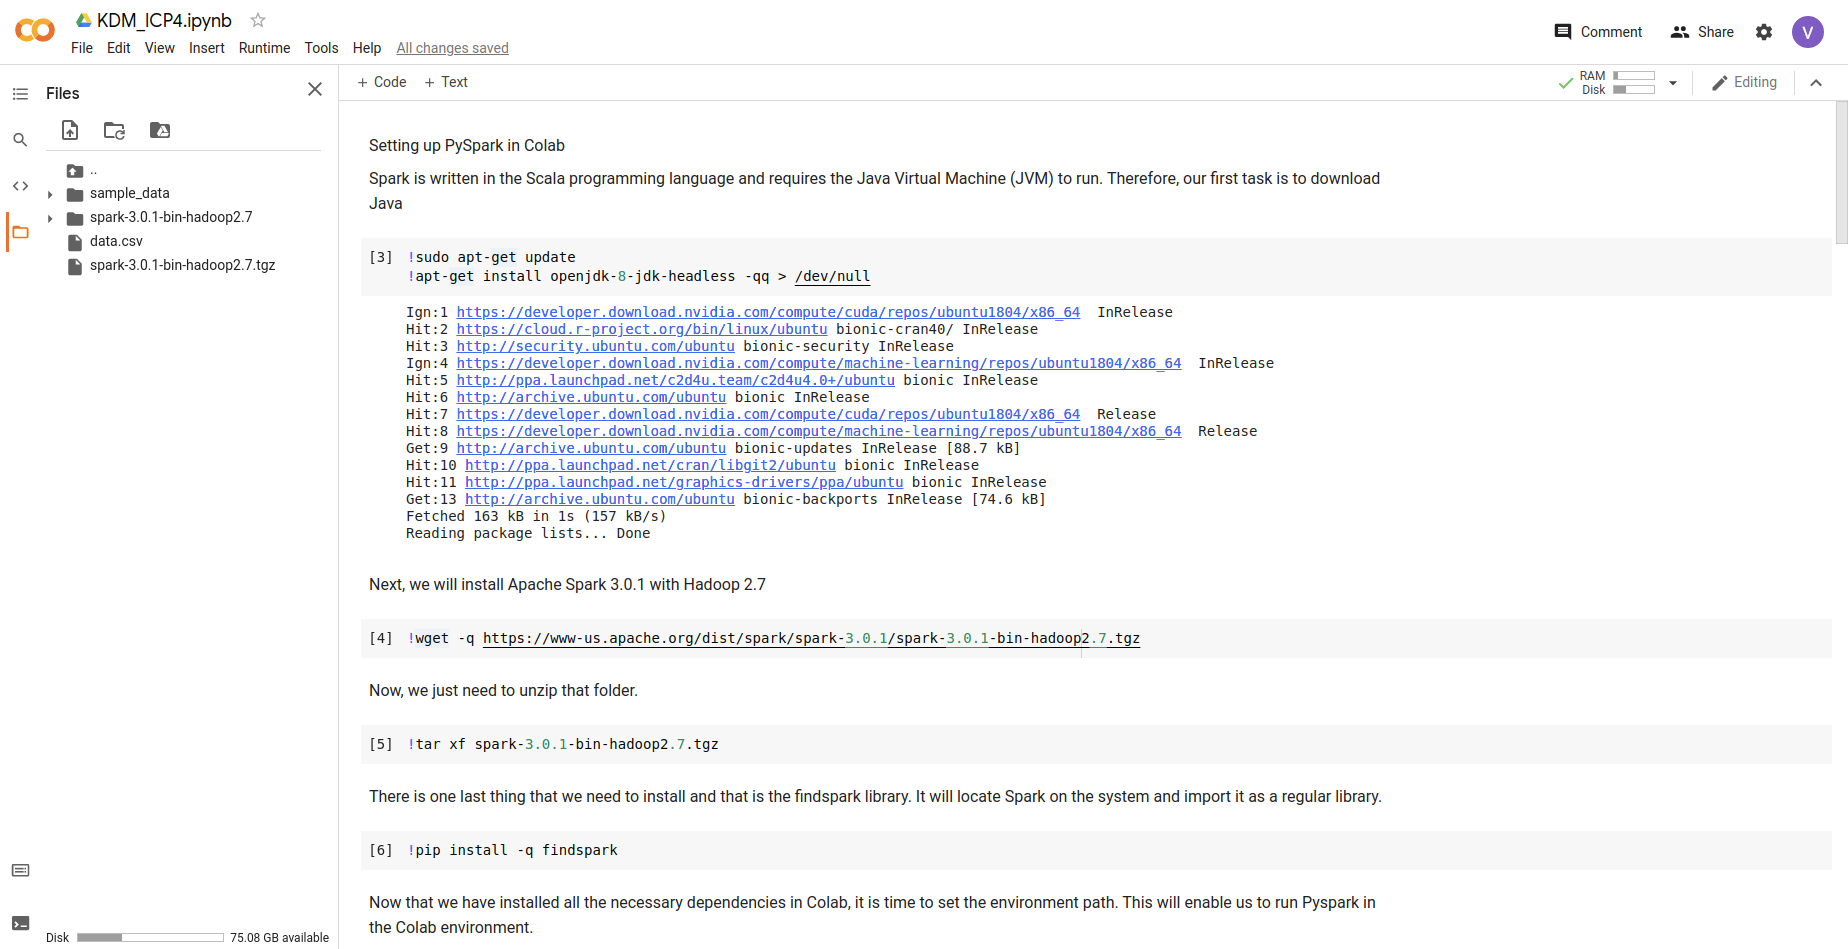 KDM_ICP4.ipynb
File Edit View Insert Runtime Tools Help All changes saved
Comment Share V
Files
+ Code + Text
RAM
Disk
Editing
..
sample_data
spark-3.0.1-bin-hadoop2.7
data.csv
spark-3.0.1-bin-hadoop2.7.tgz
Setting up PySpark in Colab
Spark is written in the Scala programming language and requires the Java Virtual Machine (JVM) to run. Therefore, our first task is to download
Java
[3] !sudo apt-get update
!apt-get install openjdk-8-jdk-headless -qq > /dev/null
Ign:1 https://developer.download.nvidia.com/compute/cuda/repos/ubuntu1804/x86_64 InRelease
Hit:2 https://cloud.r-project.org/bin/linux/ubuntu bionic-cran40/ InRelease
Hit:3 http://security.ubuntu.com/ubuntu bionic-security InRelease
Ign:4 https://developer.download.nvidia.com/compute/machine-learning/repos/ubuntu1804/x86_64 InRelease
Hit:5 http://ppa.launchpad.net/c2d4u.team/c2d4u4.0+/ubuntu bionic InRelease
Hit:6 http://archive.ubuntu.com/ubuntu bionic InRelease
Hit:7 https://developer.download.nvidia.com/compute/cuda/repos/ubuntu1804/x86_64 Release
Hit:8 https://developer.download.nvidia.com/compute/machine-learning/repos/ubuntu1804/x86_64 Release
Get:9 http://archive.ubuntu.com/ubuntu bionic-updates InRelease [88.7 kB]
Hit:10 http://ppa.launchpad.net/cran/libgit2/ubuntu bionic InRelease
Hit:11 http://ppa.launchpad.net/graphics-drivers/ppa/ubuntu bionic InRelease
Get:13 http://archive.ubuntu.com/ubuntu bionic-backports InRelease [74.6 kB]
Fetched 163 kB in 1s (157 kB/s)
Reading package lists... Done
Next, we will install Apache Spark 3.0.1 with Hadoop 2.7
[4] !wget -q https://www-us.apache.org/dist/spark/spark-3.0.1/spark-3.0.1-bin-hadoop2.7.tgz
Now, we just need to unzip that folder.
[5] !tar xf spark-3.0.1-bin-hadoop2.7.tgz
There is one last thing that we need to install and that is the findspark library. It will locate Spark on the system and import it as a regular library.
[6] !pip install -q findspark
Now that we have installed all the necessary dependencies in Colab, it is time to set the environment path. This will enable us to run Pyspark in
the Colab environment.
Disk 75.08 GB available